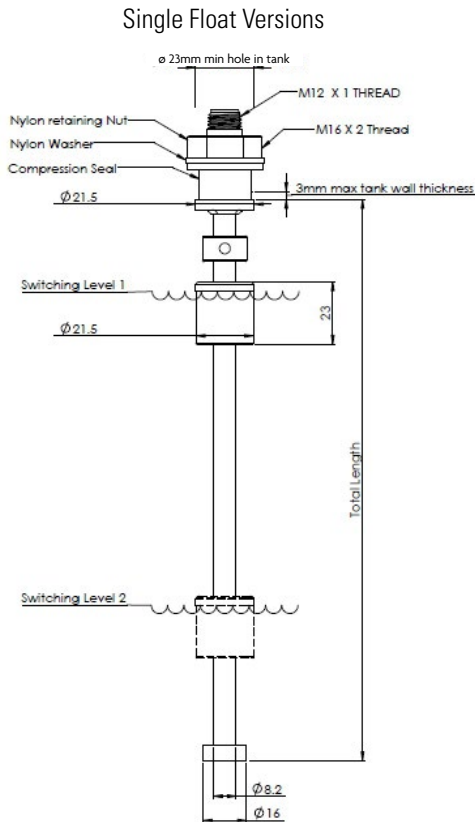 Single Float Versions
ø 23mm min hole in tank
M12 X 1 THREAD
Nylon retaining Nut
M16 X 2 Thread
Nylon Washer
Compression Seal
3mm max tank wall thickness
Ø21.5
Switching Level 1
23
Ø21.5
Total Length
Switching Level 2
Ø8.2
Ø16